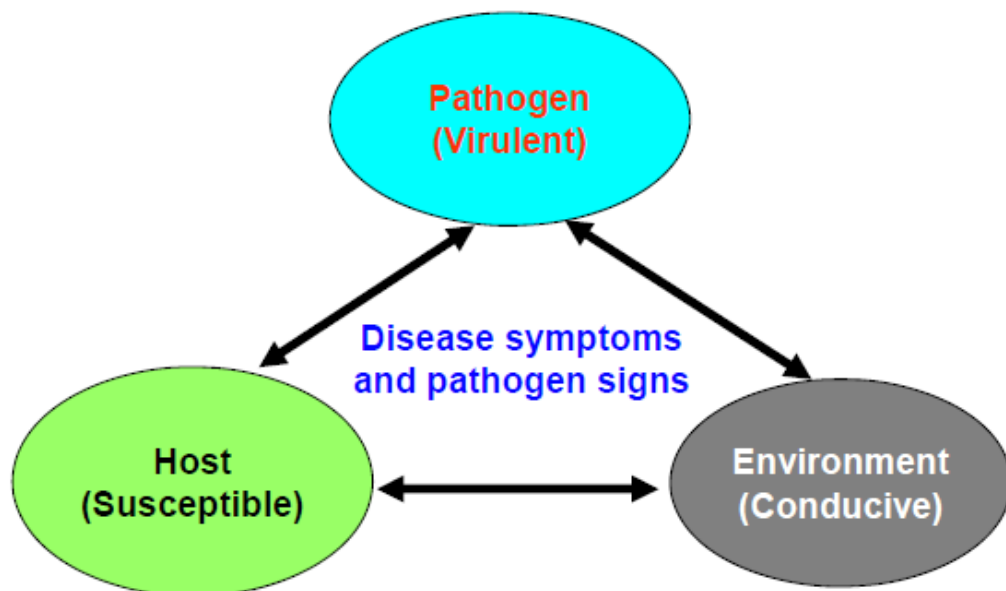 Pathogen
(Virulent)
Disease symptoms
and pathogen signs
Host
(Susceptible)
Environment
(Conducive)